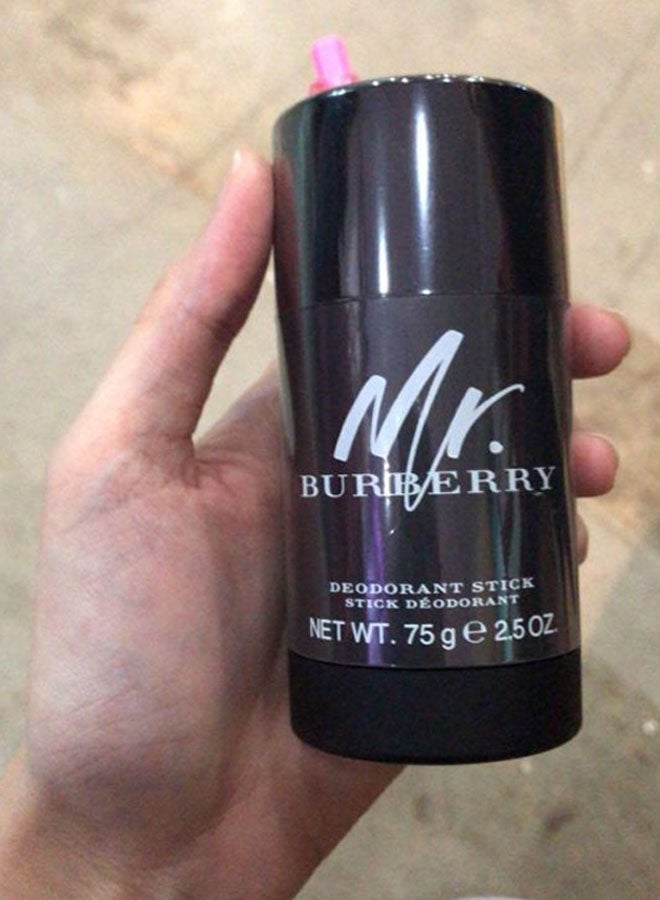 Mr.
BURBERRY
DEODORANT STICK
STICK DÉODORANT
NET WT. 75 g ℮ 2.5 OZ.